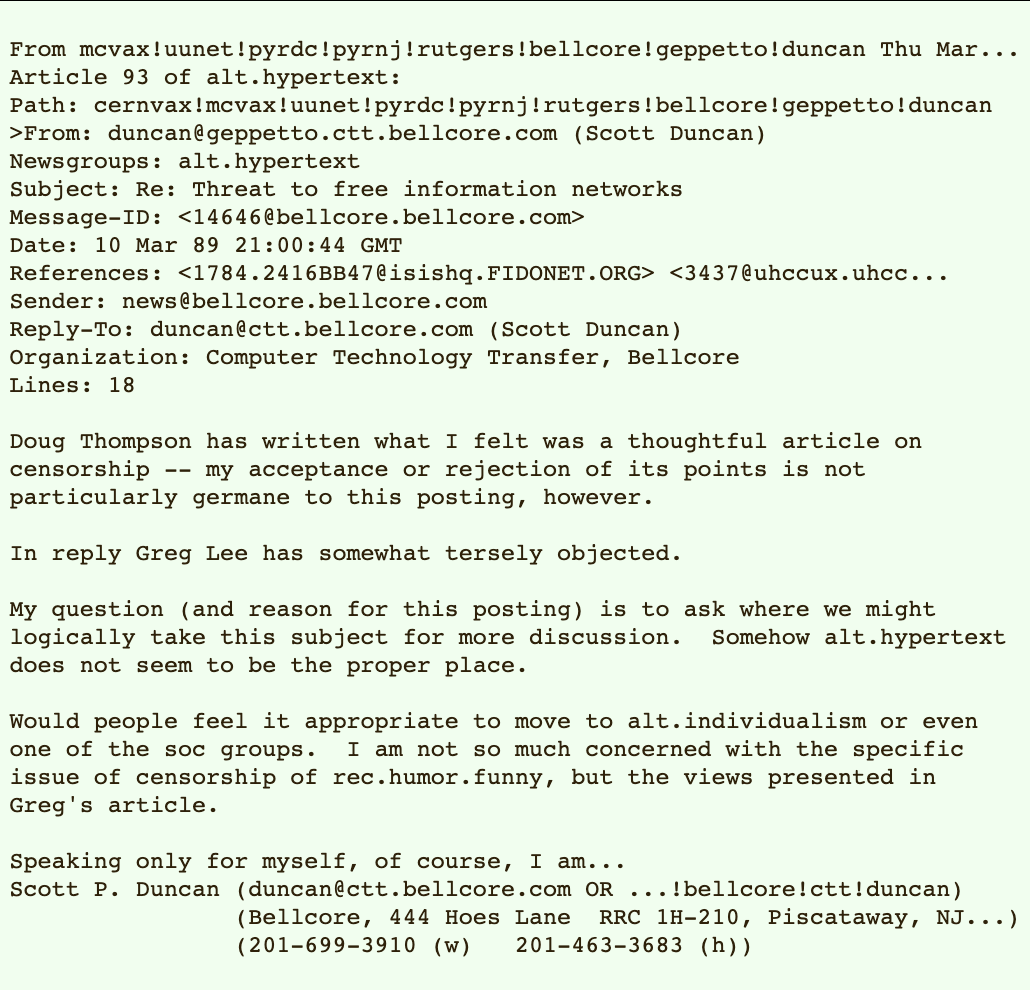 From mcvax!uunet!pyrdc!pyrnj!rutgers!bellcore!geppetto!duncan Thu Mar...
Article 93 of alt.hypertext:
Path: cernvax!mcvax!uunet!pyrdc!pyrnj!rutgers!bellcore!geppetto!duncan
>From: duncan@geppetto.ctt.bellcore.com (Scott Duncan)
Newsgroups: alt.hypertext
Subject: Re: Threat to free information networks
Message-ID: <14646@bellcore.bellcore.com>
Date: 10 Mar 89 21:00:44 GMT
References: <1784.2416BB47@isishq.FIDONET.ORG> <3437@uhccux.uhcc...
Sender: news@bellcore.bellcore.com
Reply-To: duncan@ctt.bellcore.com (Scott Duncan)
Organization: Computer Technology Transfer, Bellcore
Lines: 18

Doug Thompson has written what I felt was a thoughtful article on
censorship -- my acceptance or rejection of its points is not
particularly germane to this posting, however.

In reply Greg Lee has somewhat tersely objected.

My question (and reason for this posting) is to ask where we might
logically take this subject for more discussion.  Somehow alt.hypertext
does not seem to be the proper place.

Would people feel it appropriate to move to alt.individualism or even
one of the soc groups.  I am not so much concerned with the specific
issue of censorship of rec.humor.funny, but the views presented in
Greg's article.

Speaking only for myself, of course, I am...
Scott P. Duncan (duncan@ctt.bellcore.com OR ...!bellcore!ctt!duncan)
                (Bellcore, 444 Hoes Lane  RRC 1H-210, Piscataway, NJ...)
                (201-699-3910 (w)   201-463-3683 (h))